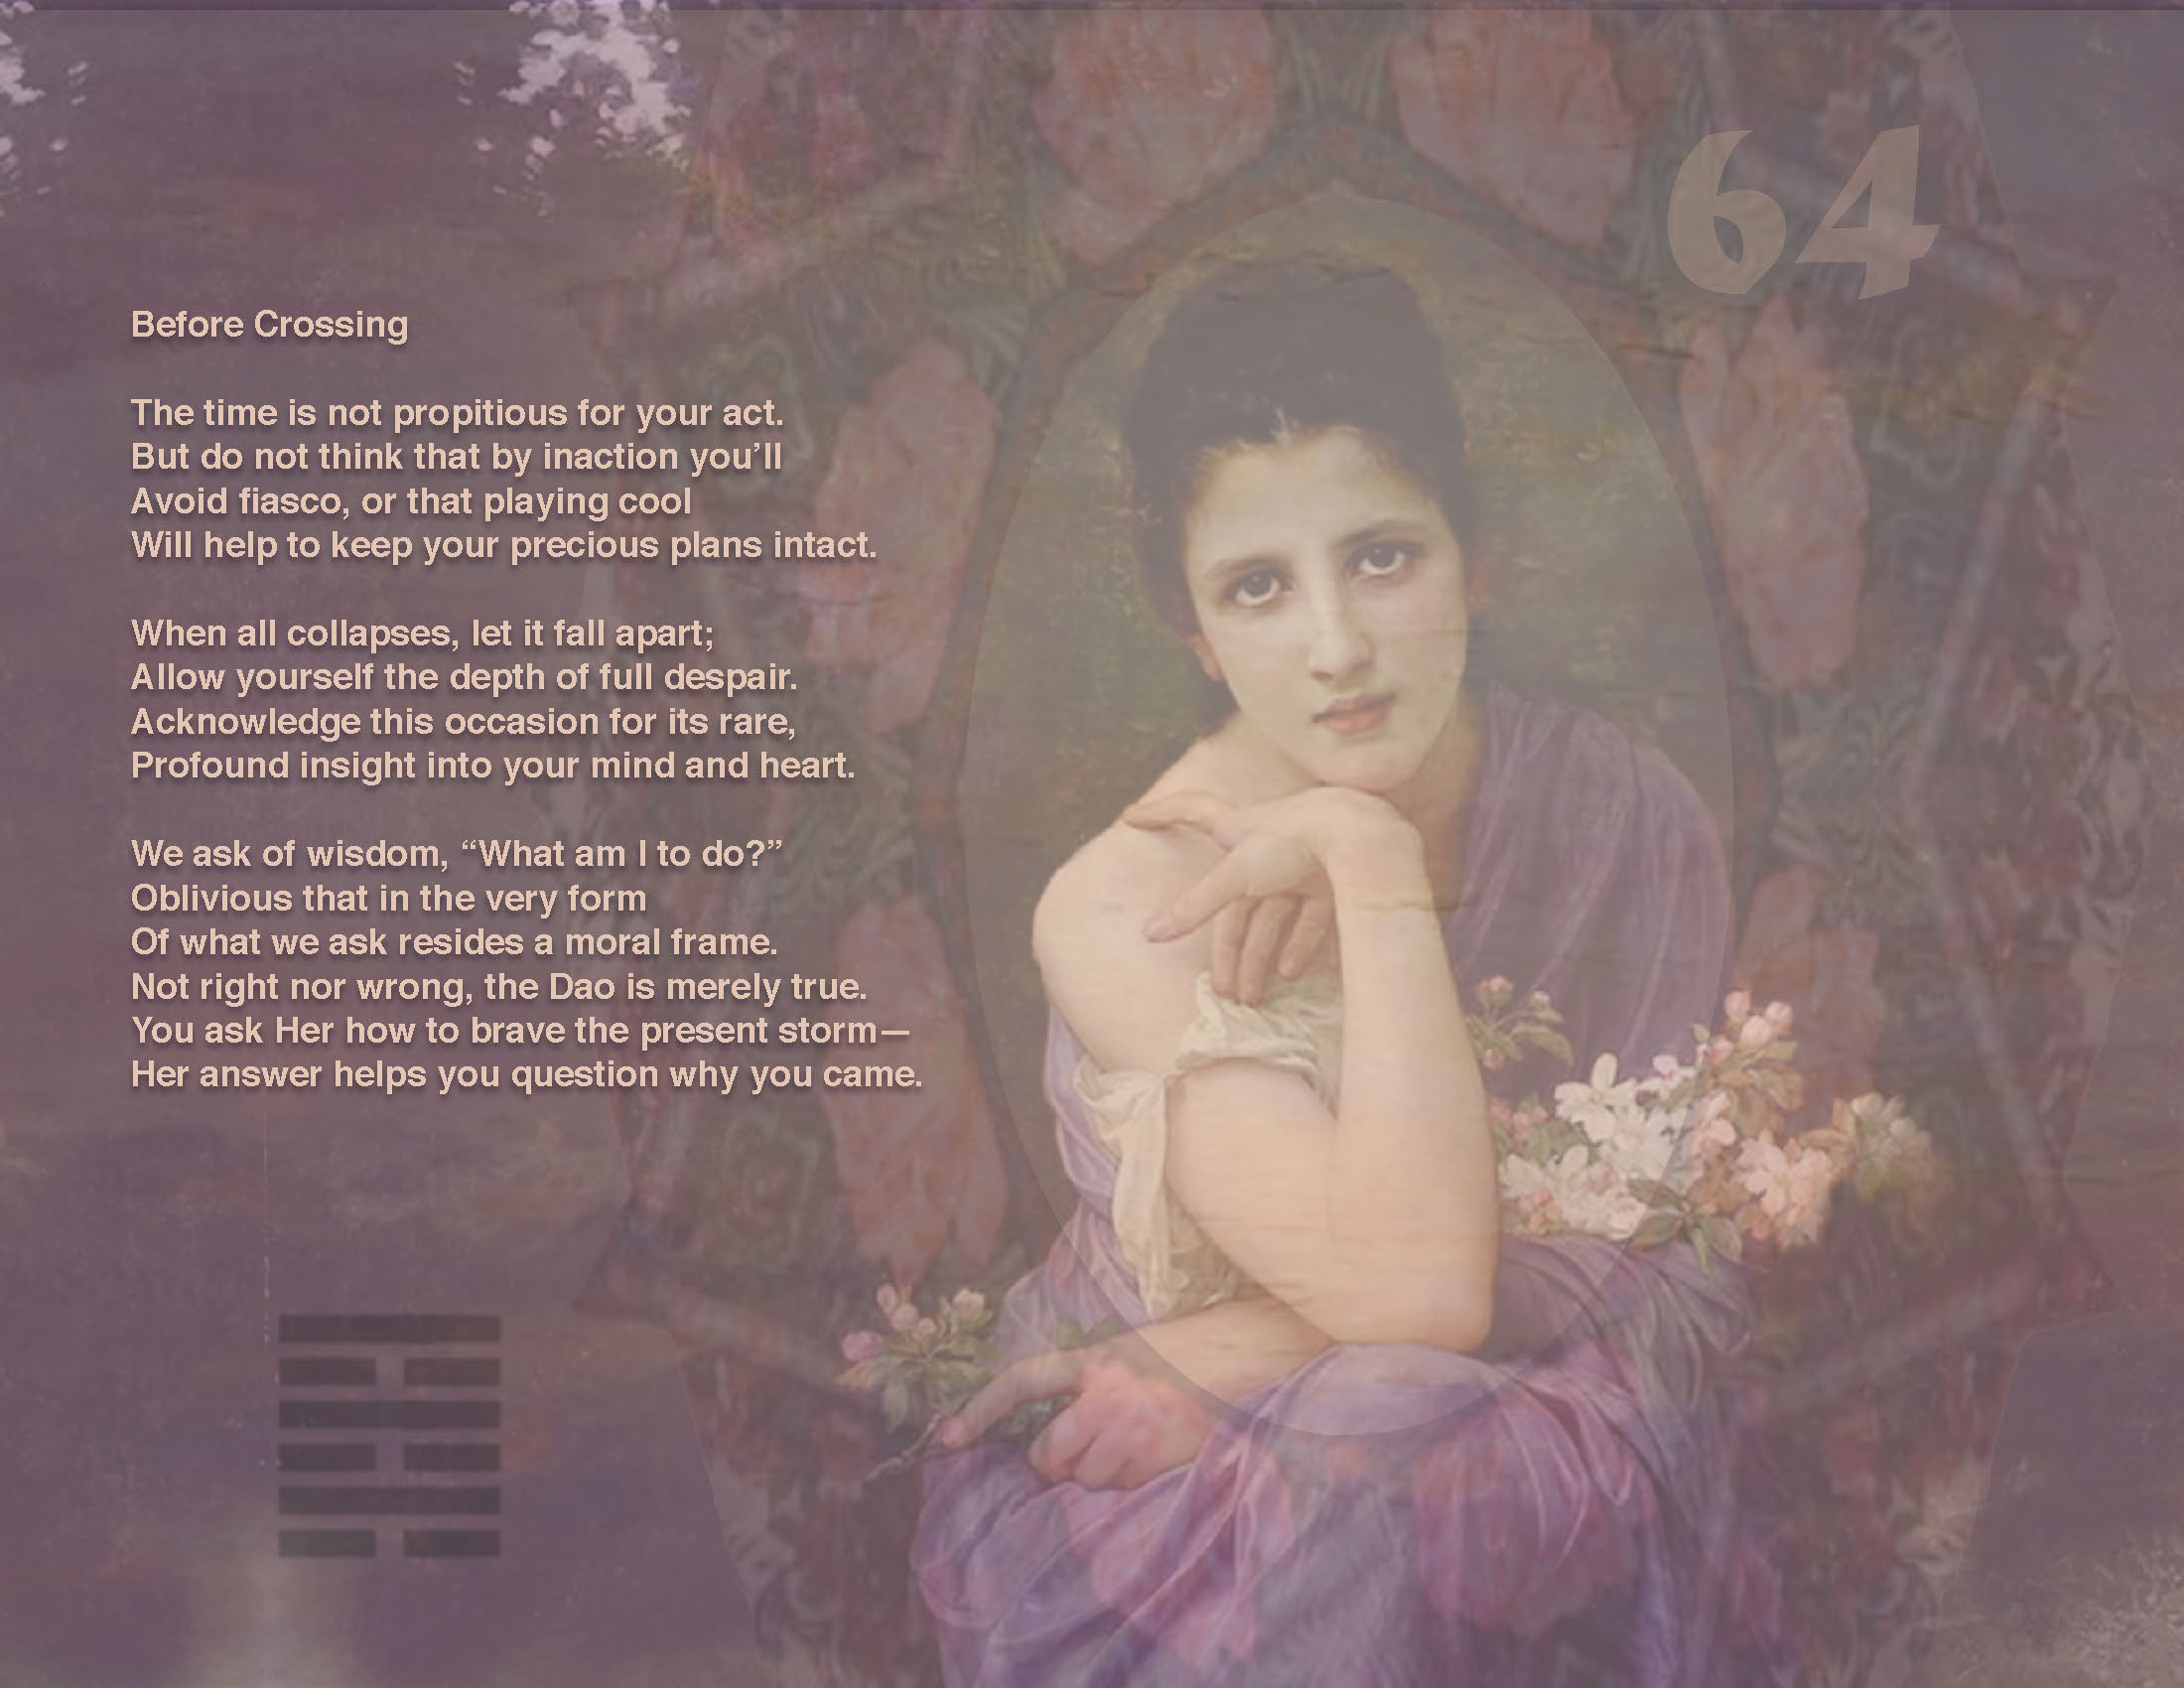 64
Before Crossing
The time is not propitious for your act.
But do not think that by inaction you’ll
Avoid fiasco, or that playing cool
Will help to keep your precious plans intact.
When all collapses, let it fall apart;
Allow yourself the depth of full despair.
Acknowledge this occasion for its rare,
Profound insight into your mind and heart.
We ask of wisdom, “What am I to do?”
Oblivious that in the very form
Of what we ask resides a moral frame.
Not right nor wrong, the Dao is merely true.
You ask Her how to brave the present storm—
Her answer helps you question why you came.